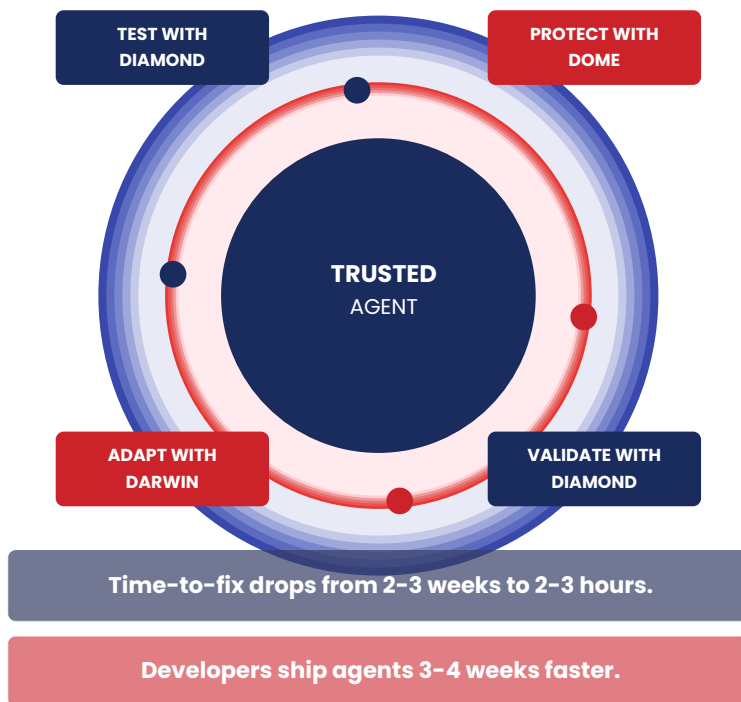 TEST WITH
DIAMOND
PROTECT WITH
DOME
TRUSTED
AGENT
ADAPT WITH
DARWIN
VALIDATE WITH
DIAMOND
Time-to-fix drops from 2-3 weeks to 2-3 hours.
Developers ship agents 3-4 weeks faster.